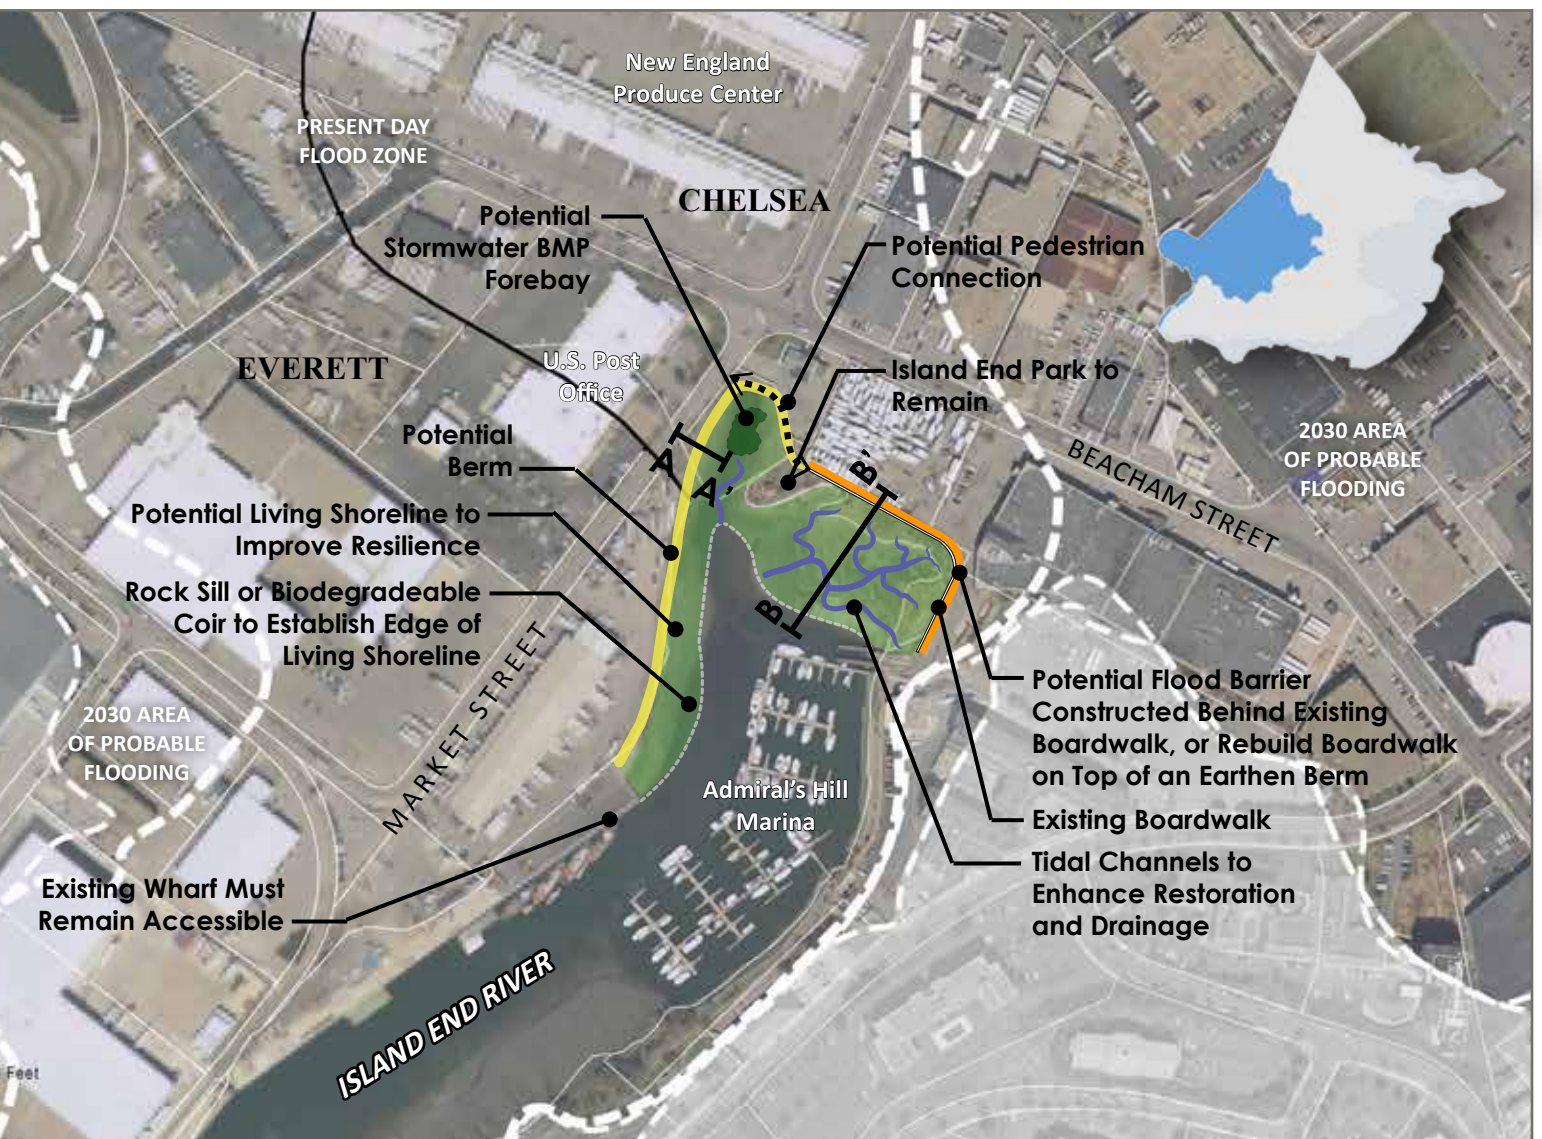 New England
Produce Center
PRESENT DAY
FLOOD ZONE
CHELSEA
Potential
Stormwater BMP
Forebay
Potential Pedestrian
Connection
EVERETT
U.S. Post
Office
Island End Park to
Remain
Potential
Berm
A
A'
B'
B
BEACHAM STREET
2030 AREA
OF PROBABLE
FLOODING
Potential Living Shoreline to
Improve Resilience
Rock Sill or Biodegradeable
Coir to Establish Edge of
Living Shoreline
MARKET STREET
2030 AREA
OF PROBABLE
FLOODING
Potential Flood Barrier
Constructed Behind Existing
Boardwalk, or Rebuild Boardwalk
on Top of an Earthen Berm
Admiral's Hill
Marina
Existing Boardwalk
Tidal Channels to
Enhance Restoration
and Drainage
Existing Wharf Must
Remain Accessible
ISLAND END RIVER
Feet